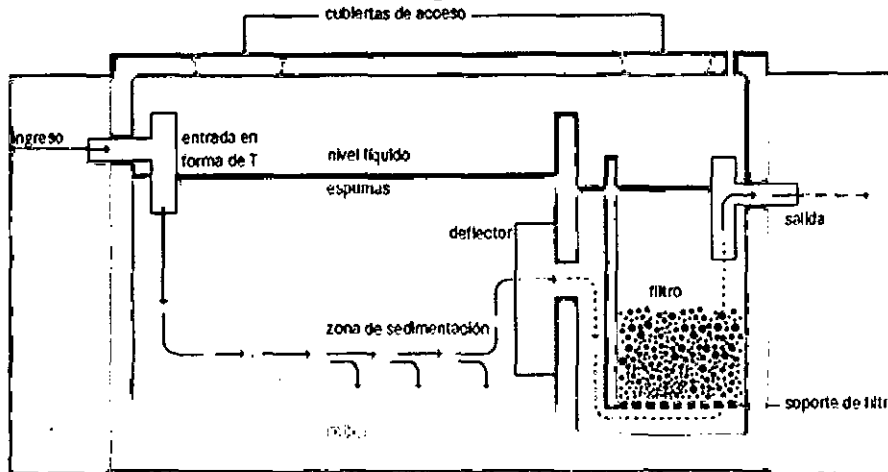 cubiertas de acceso
ingreso
entrada en
forma de T
nivel líquido
espumas
deflector
salida
filtro
zona de sedimentación
soporte de filtr